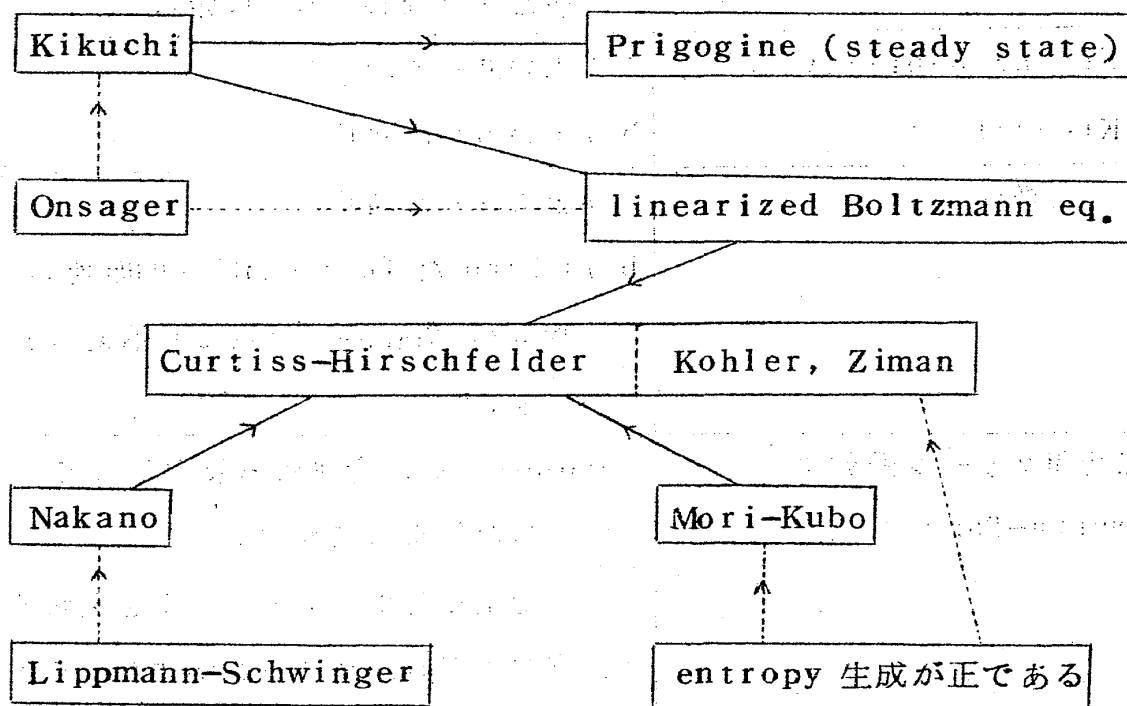 Kikuchi
Prigogine (steady state)
Onsager
linearized Boltzmann eq.
Curtiss-Hirschfelder
Kohler, Ziman
Nakano
Mori-Kubo
Lippmann-Schwinger
entropy 生成が正である